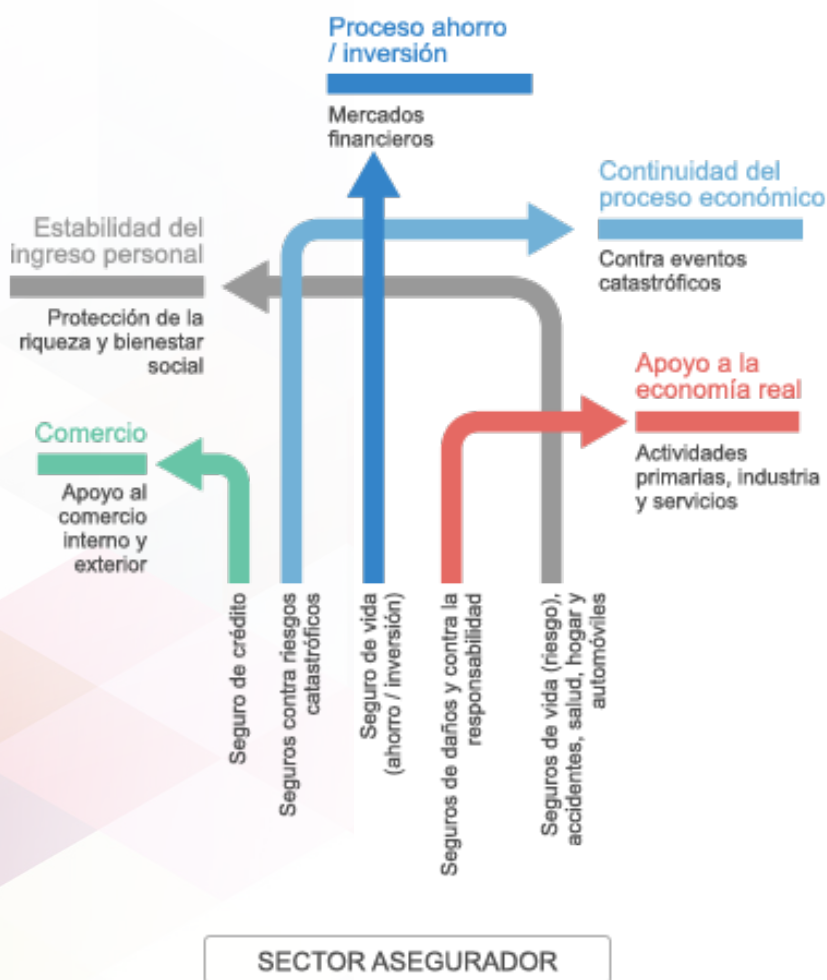 Proceso ahorro
/ inversión
Mercados
financieros
Continuidad del
proceso económico
Contra eventos
catastróficos
Estabilidad del
ingreso personal
Protección de la
riqueza y bienestar
social
Apoyo a la
economía real
Actividades
primarias, industria
y servicios
Comercio
Apoyo al
comercio
interno y
exterior
Seguro de crédito
Seguros contra riesgos
catastróficos
Seguro de vida
(ahorro / inversión)
Seguros de daños y contra la
responsabilidad
Seguros de vida (riesgo),
accidentes, salud, hogar y
automóviles
SECTOR ASEGURADOR